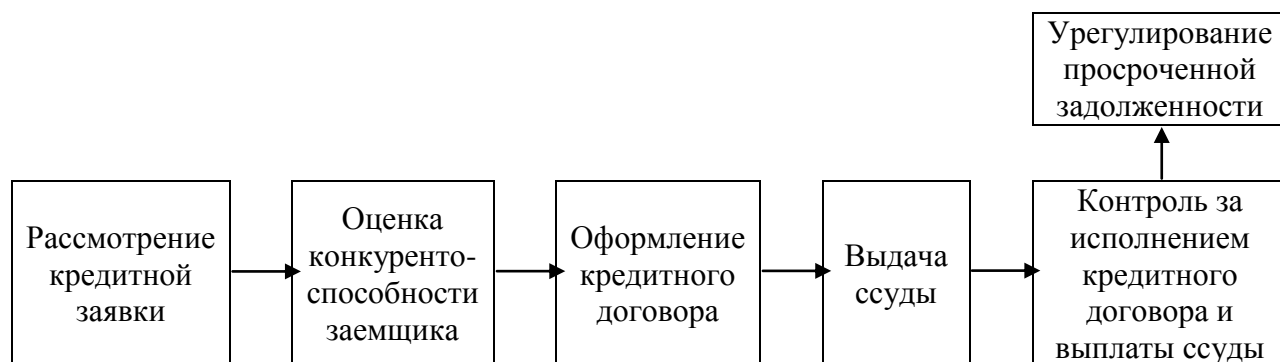 Урегулирование
просроченной
задолженности
Рассмотрение
кредитной
заявки
Оценка
конкуренто-
способности
заемщика
Оформление
кредитного
договора
Выдача
ссуды
Контроль за
исполнением
кредитного
договора и
выплаты ссуды